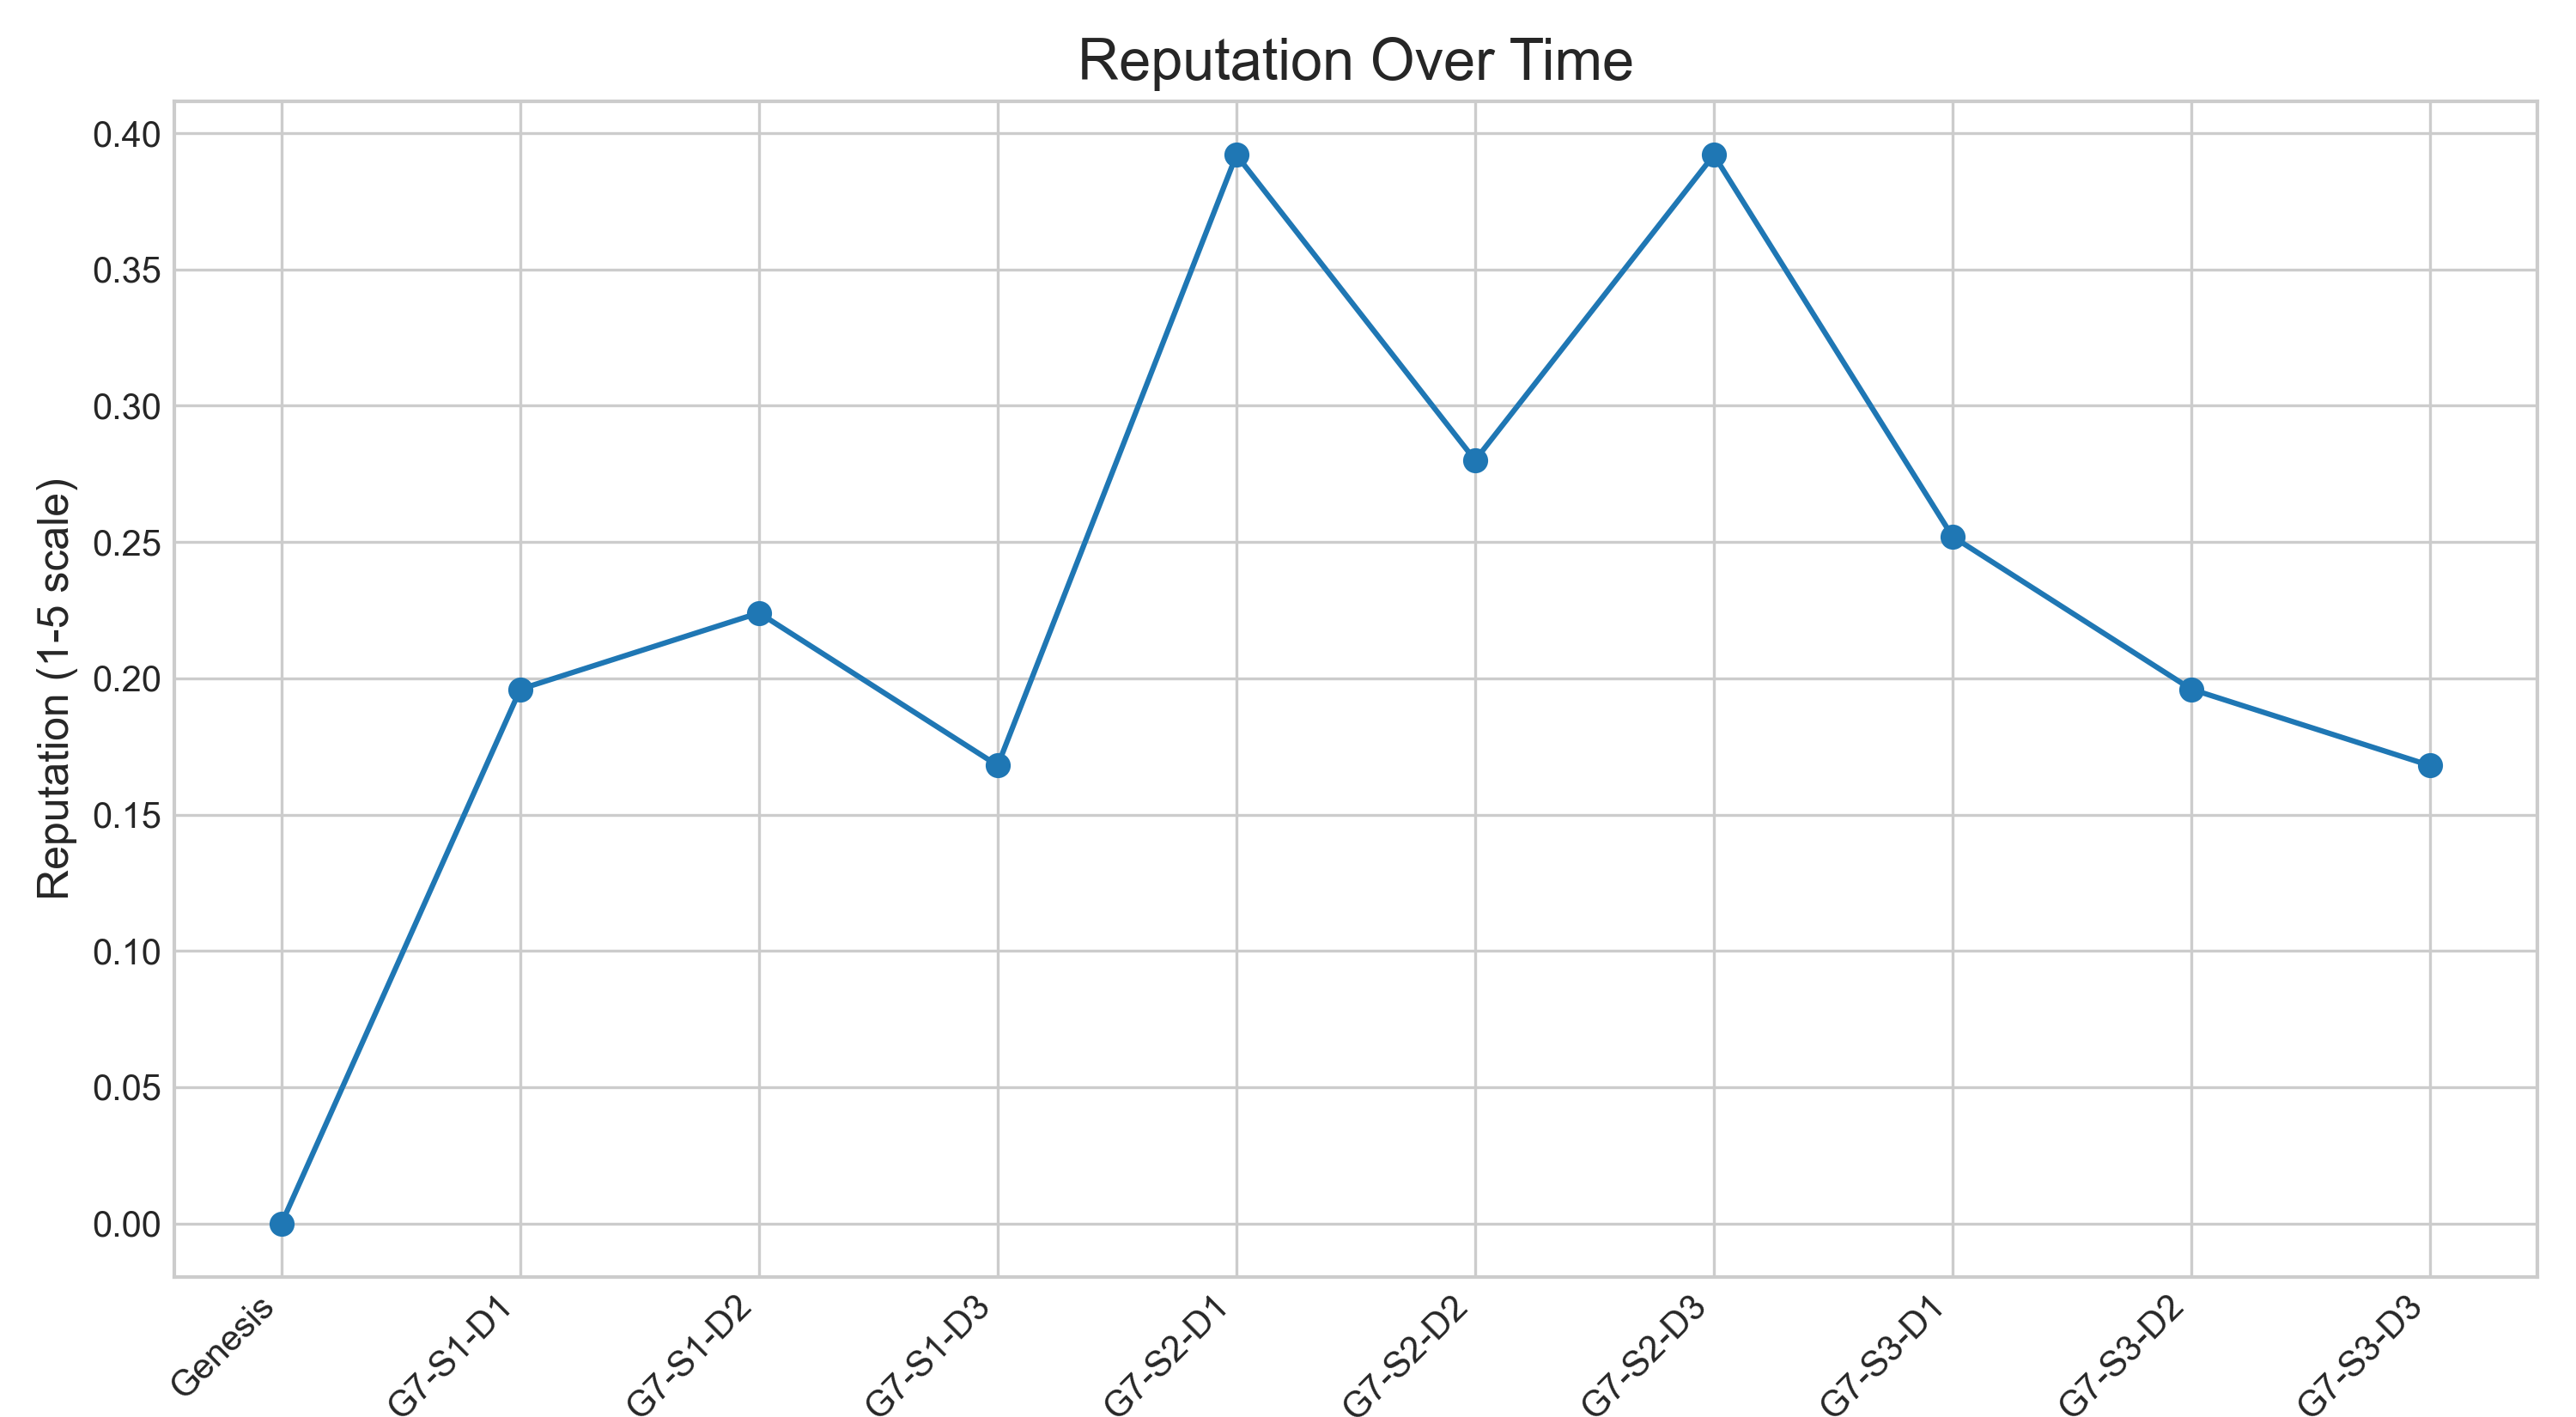 Reputation Over Time
Reputation (1-5 scale)
0.40
0.35
0.30
0.25
0.20
0.15
0.10
0.05
0.00
Genesis
G7-S1-D1
G7-S1-D2
G7-S1-D3
G7-S2-D1
G7-S2-D2
G7-S2-D3
G7-S3-D1
G7-S3-D2
G7-S3-D3